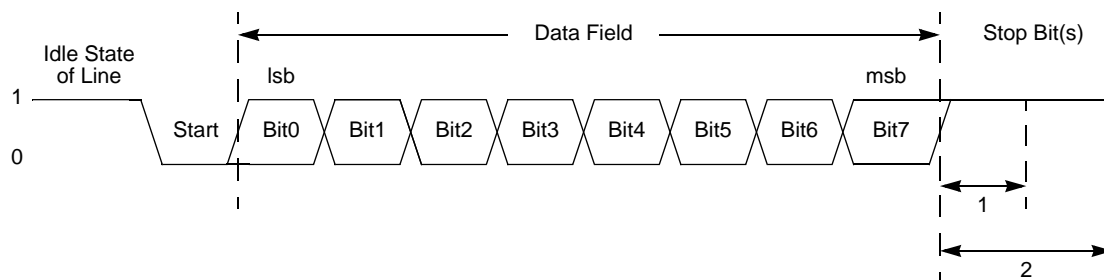 Data Field
Stop Bit(s)
Idle State
of Line
lsb
msb
1
Start
Bit0
Bit1
Bit2
Bit3
Bit4
Bit5
Bit6
Bit7
0
1
2